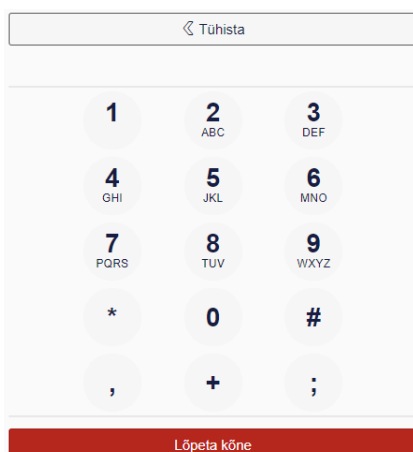 Tühista
1 2 3
ABC DEF
4 5 6
GHI JKL MNO
7 8 9
PQRS TUV WXYZ
* 0 #
, + ;
Lõpeta kõne